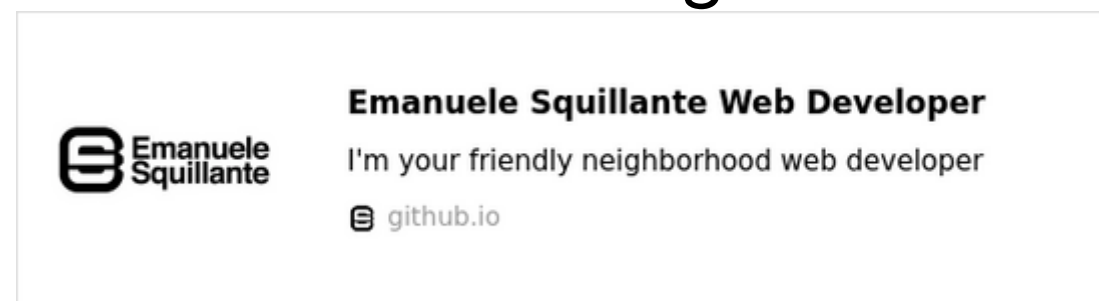 Emanuele
Squillante
Emanuele Squillante Web Developer
I'm your friendly neighborhood web developer
github.io